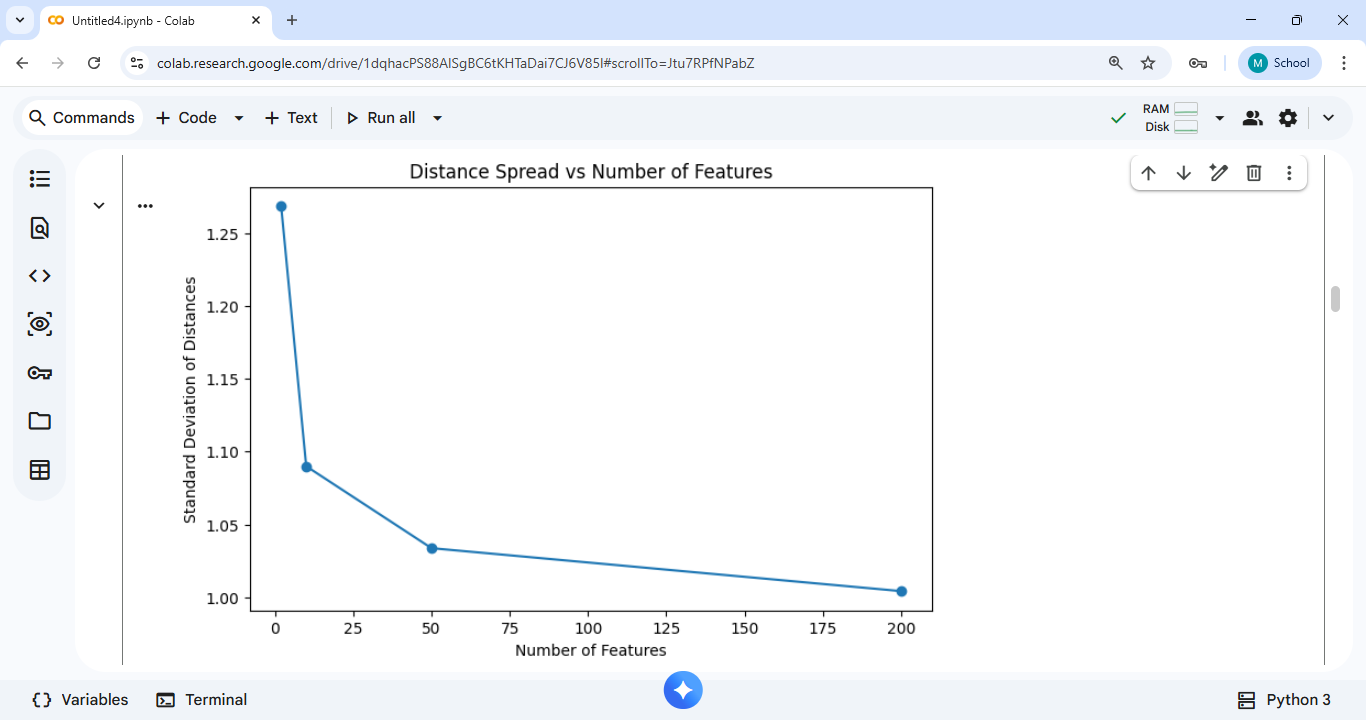 Untitled4.ipynb - Colab
colab.research.google.com/drive/1dqhacPS88AISgBC6tKHTaDai7CJ6V85I#scrollTo=Jtu7RPfNPabZ
M School
Commands + Code + Text Run all
RAM
Disk
Distance Spread vs Number of Features
Standard Deviation of Distances
1.25
1.20
1.15
1.10
1.05
1.00
0 25 50 75 100 125 150 175 200
Number of Features
Variables Terminal Python 3